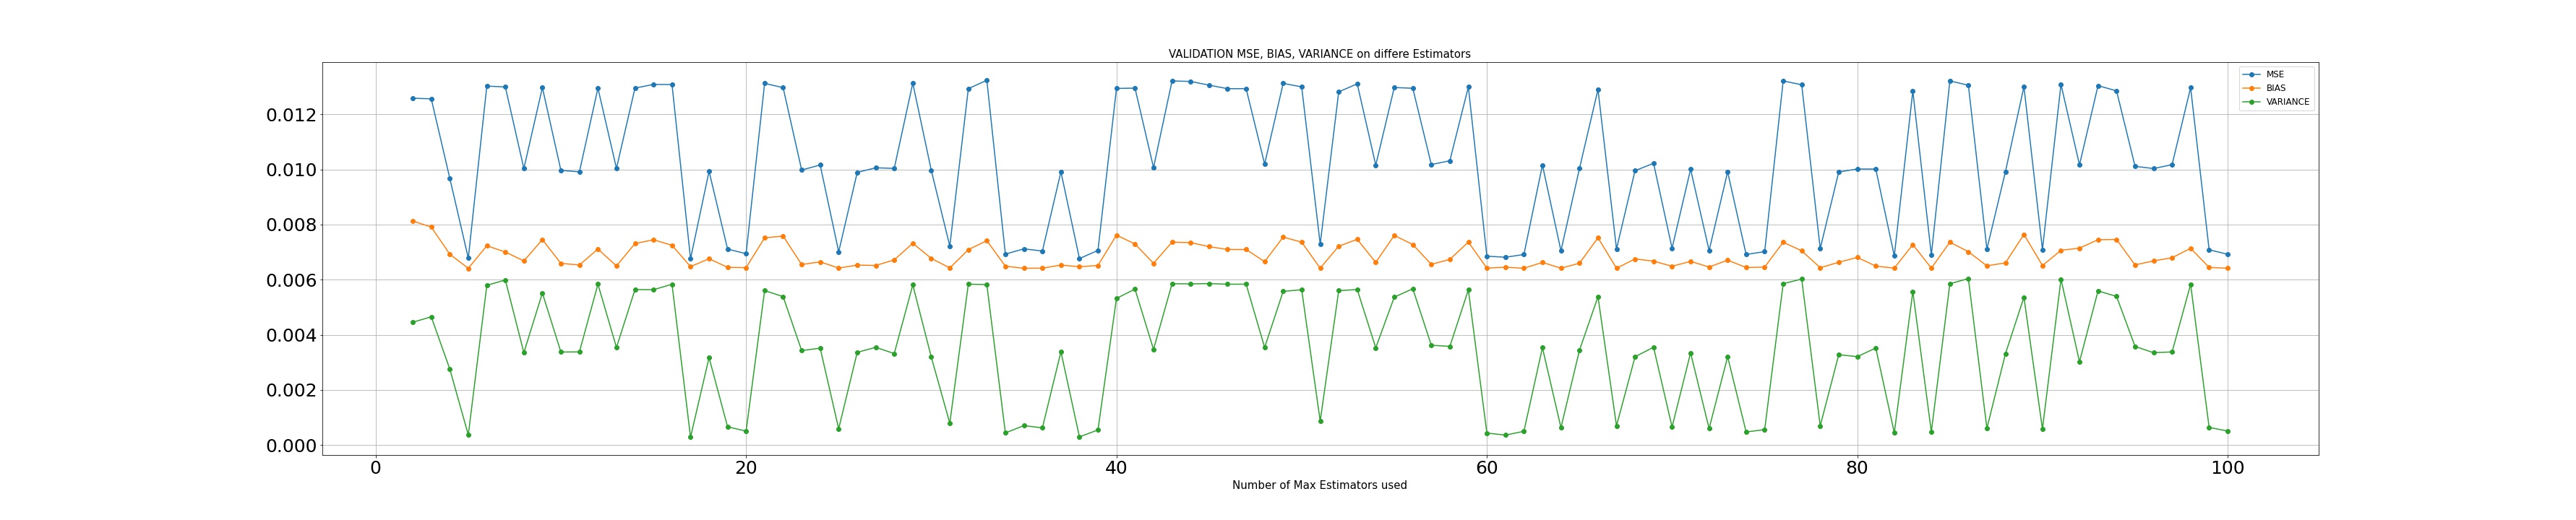 VALIDATION MSE, BIAS, VARIANCE on differe Estimators
MSE
BIAS
VARIANCE
0.012
0.010
0.008
0.006
0.004
0.002
0.000
0 20 40 60 80 100
Number of Max Estimators used